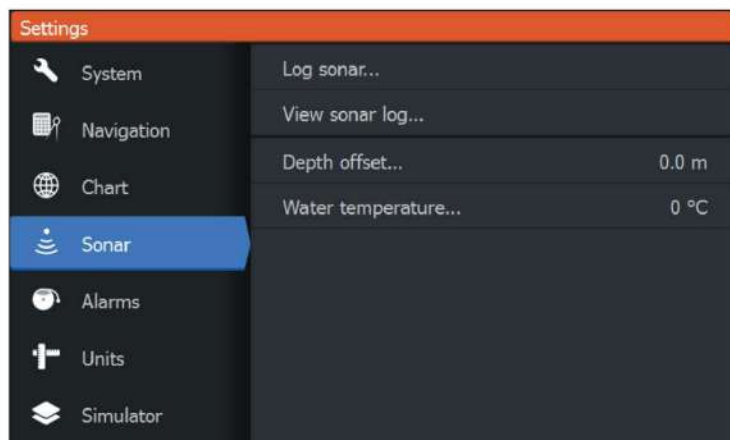 Settings
System
Navigation
Chart
Sonar
Alarms
Units
Simulator
Log sonar...
View sonar log...
Depth offset... 0.0 m
Water temperature... 0 °C